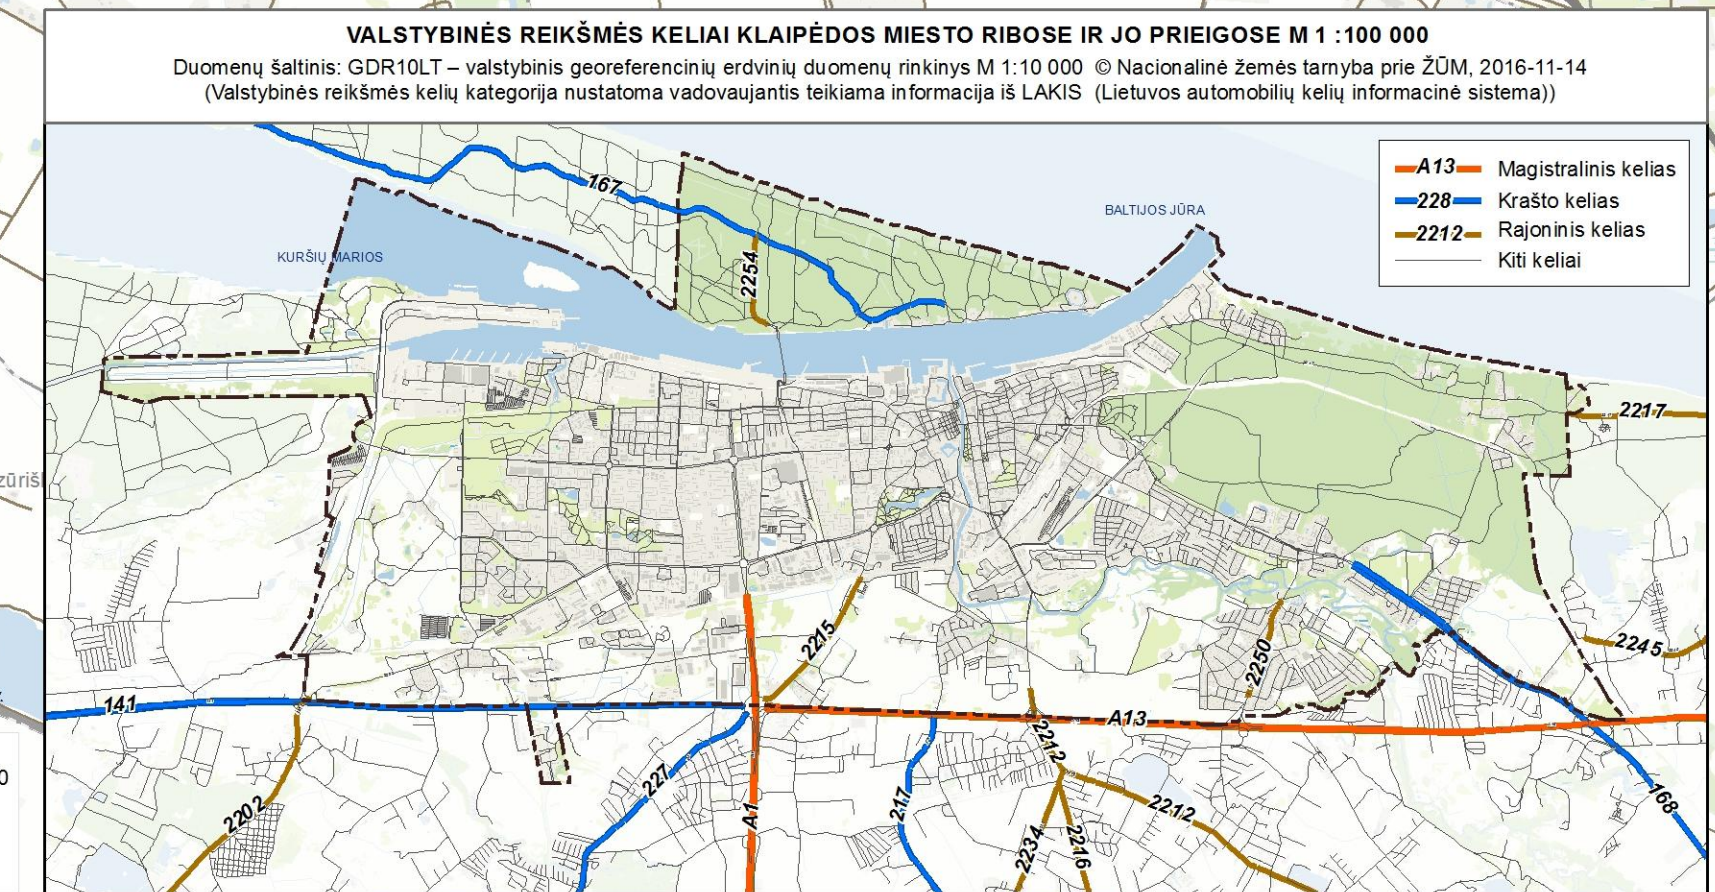 VALSTYBINĖS REIKŠMĖS KELIAI KLAIPĖDOS MIESTO RIBOSE IR JO PRIEIGOSE M 1 :100 000
Duomenų šaltinis: GDR10LT – valstybinis georeferencinių erdvinių duomenų rinkinys M 1:10 000 © Nacionalinė žemės tarnyba prie ŽŪM, 2016-11-14
(Valstybinės reikšmės kelių kategorija nustatoma vadovaujantis teikiama informacija iš LAKIS (Lietuvos automobilių kelių informacinė sistema))
A13 Magistralinis kelias
228 Krašto kelias
2212 Rajoninis kelias
Kiti keliai
167
BALTIJOS JŪRA
KURŠIŲ MARIOS
2254
2217
zūriš
2215
2245
2250
141
A13
2212
227
0
2202
A1
217
2212
168
2234
2216